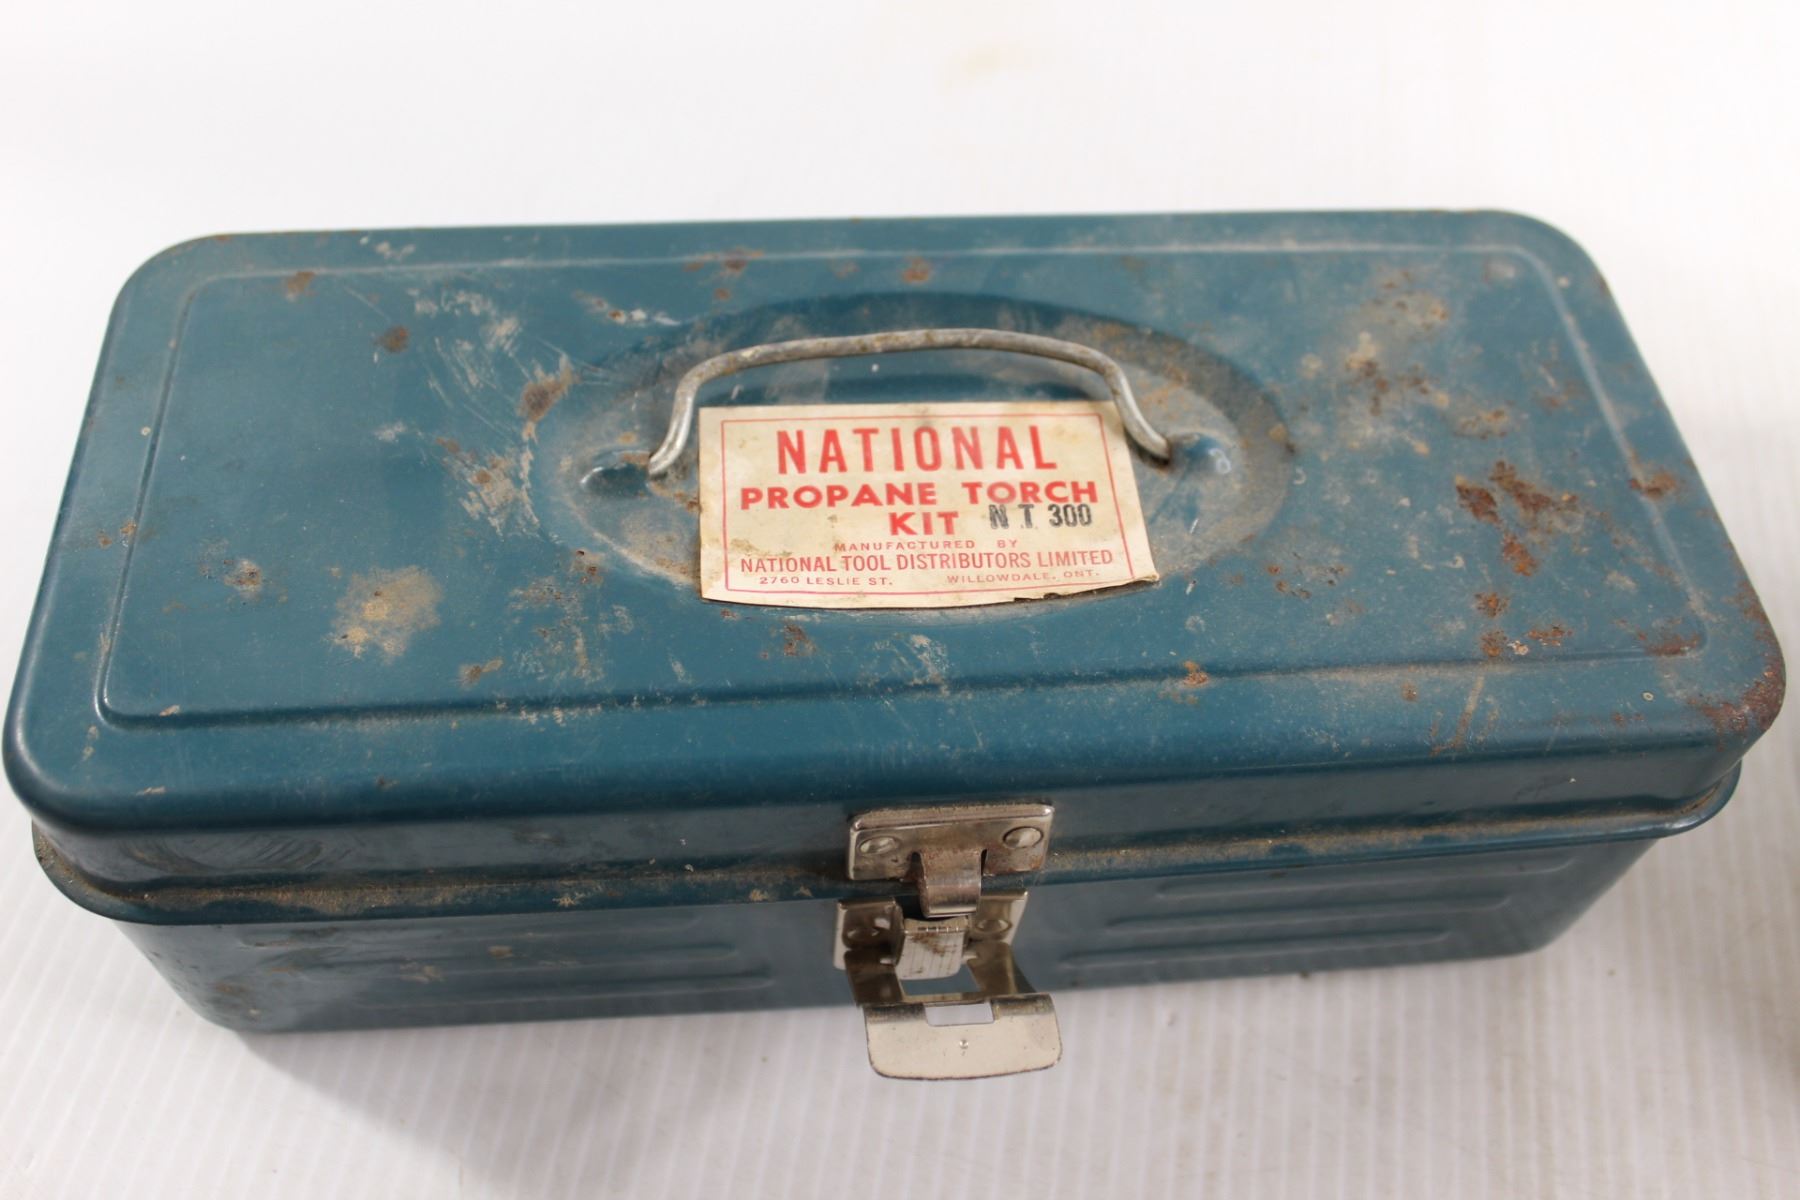 NATIONAL
PROPANE TORCH
KIT N T 300
MANUFACTURED BY
NATIONAL TOOL DISTRIBUTORS LIMITED
2760 LESLIE ST. WILLOWDALE, ONT.